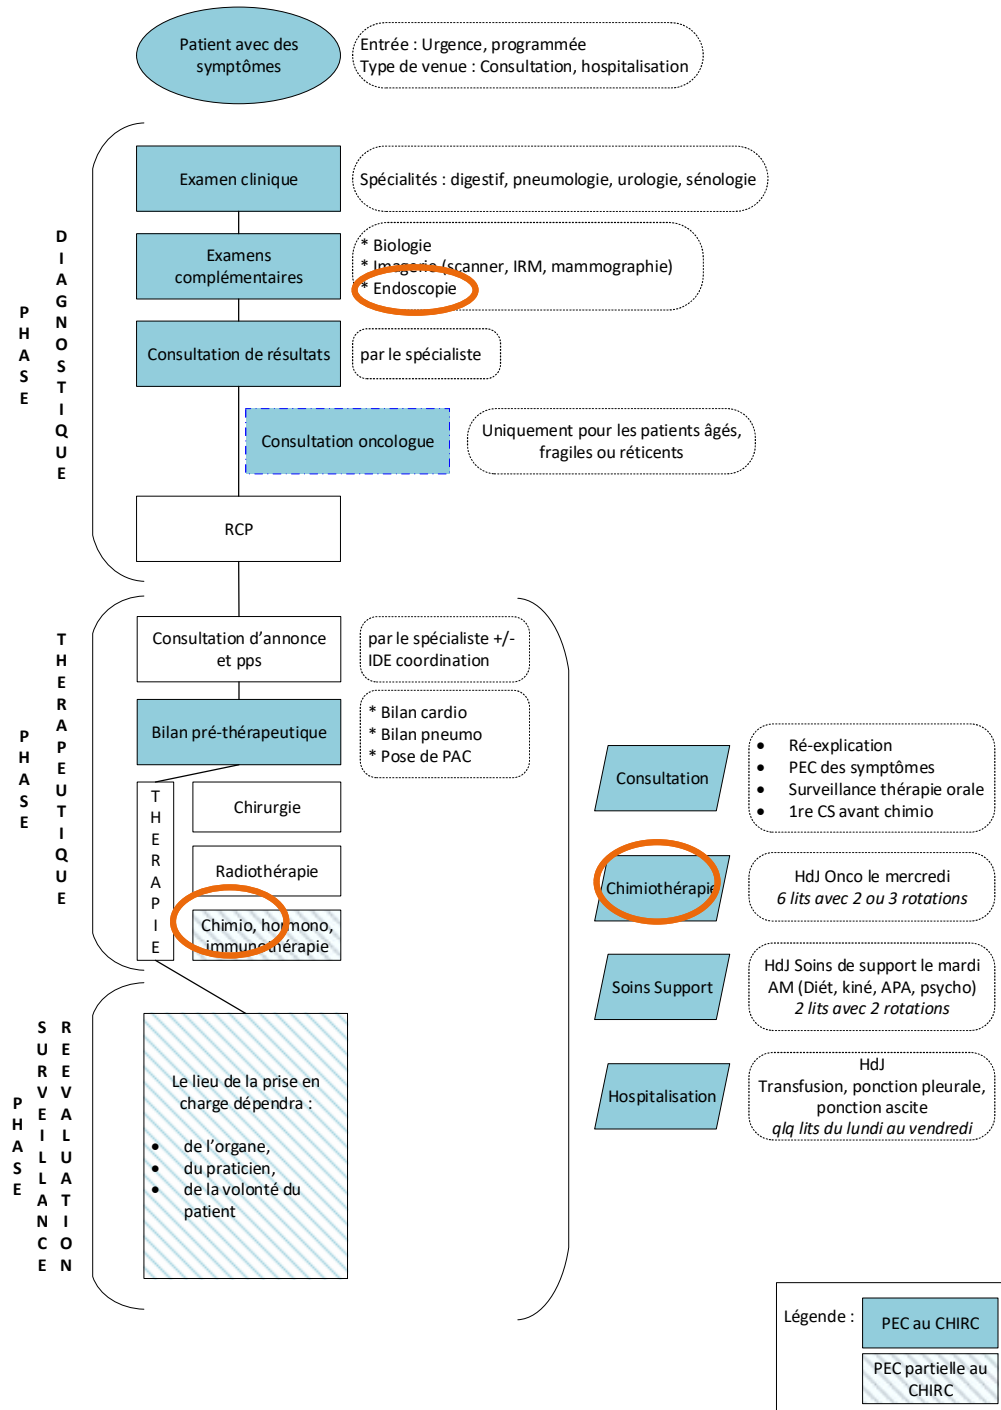 Patient avec des
symptômes
Entrée : Urgence, programmée
Type de venue : Consultation, hospitalisation
PHASE
DIAGNOSTIQUE
Examen clinique
Spécialités : digestif, pneumologie, urologie, sénologie
Examens
complémentaires
* Biologie
* Imagerie (scanner, IRM, mammographie)
* Endoscopie
Consultation de résultats
par le spécialiste
Consultation oncologue
Uniquement pour les patients âgés,
fragiles ou réticents
RCP
PHASE
THERAPEUTIQUE
Consultation d'annonce
et pps
par le spécialiste +/-
IDE coordination
Bilan pré-thérapeutique
* Bilan cardio
* Bilan pneumo
* Pose de PAC
THERAPIE
Chirurgie
Radiothérapie
Chimio, hormono,
immunothérapie
Consultation
• Ré-explication
• PEC des symptômes
• Surveillance thérapie orale
• 1re CS avant chimio
Chimiothérapie
HdJ Onco le mercredi
6 lits avec 2 ou 3 rotations
Soins Support
HdJ Soins de support le mardi
AM (Diét, kiné, APA, psycho)
2 lits avec 2 rotations
Hospitalisation
HdJ
Transfusion, ponction pleurale,
ponction ascite
qlq lits du lundi au vendredi
PHASE
SURVEILLANCE
REEVALUATION
Le lieu de la prise en
charge dépendra :
• de l'organe,
• du praticien,
• de la volonté du
patient
Légende :
PEC au CHIRC
PEC partielle au
CHIRC